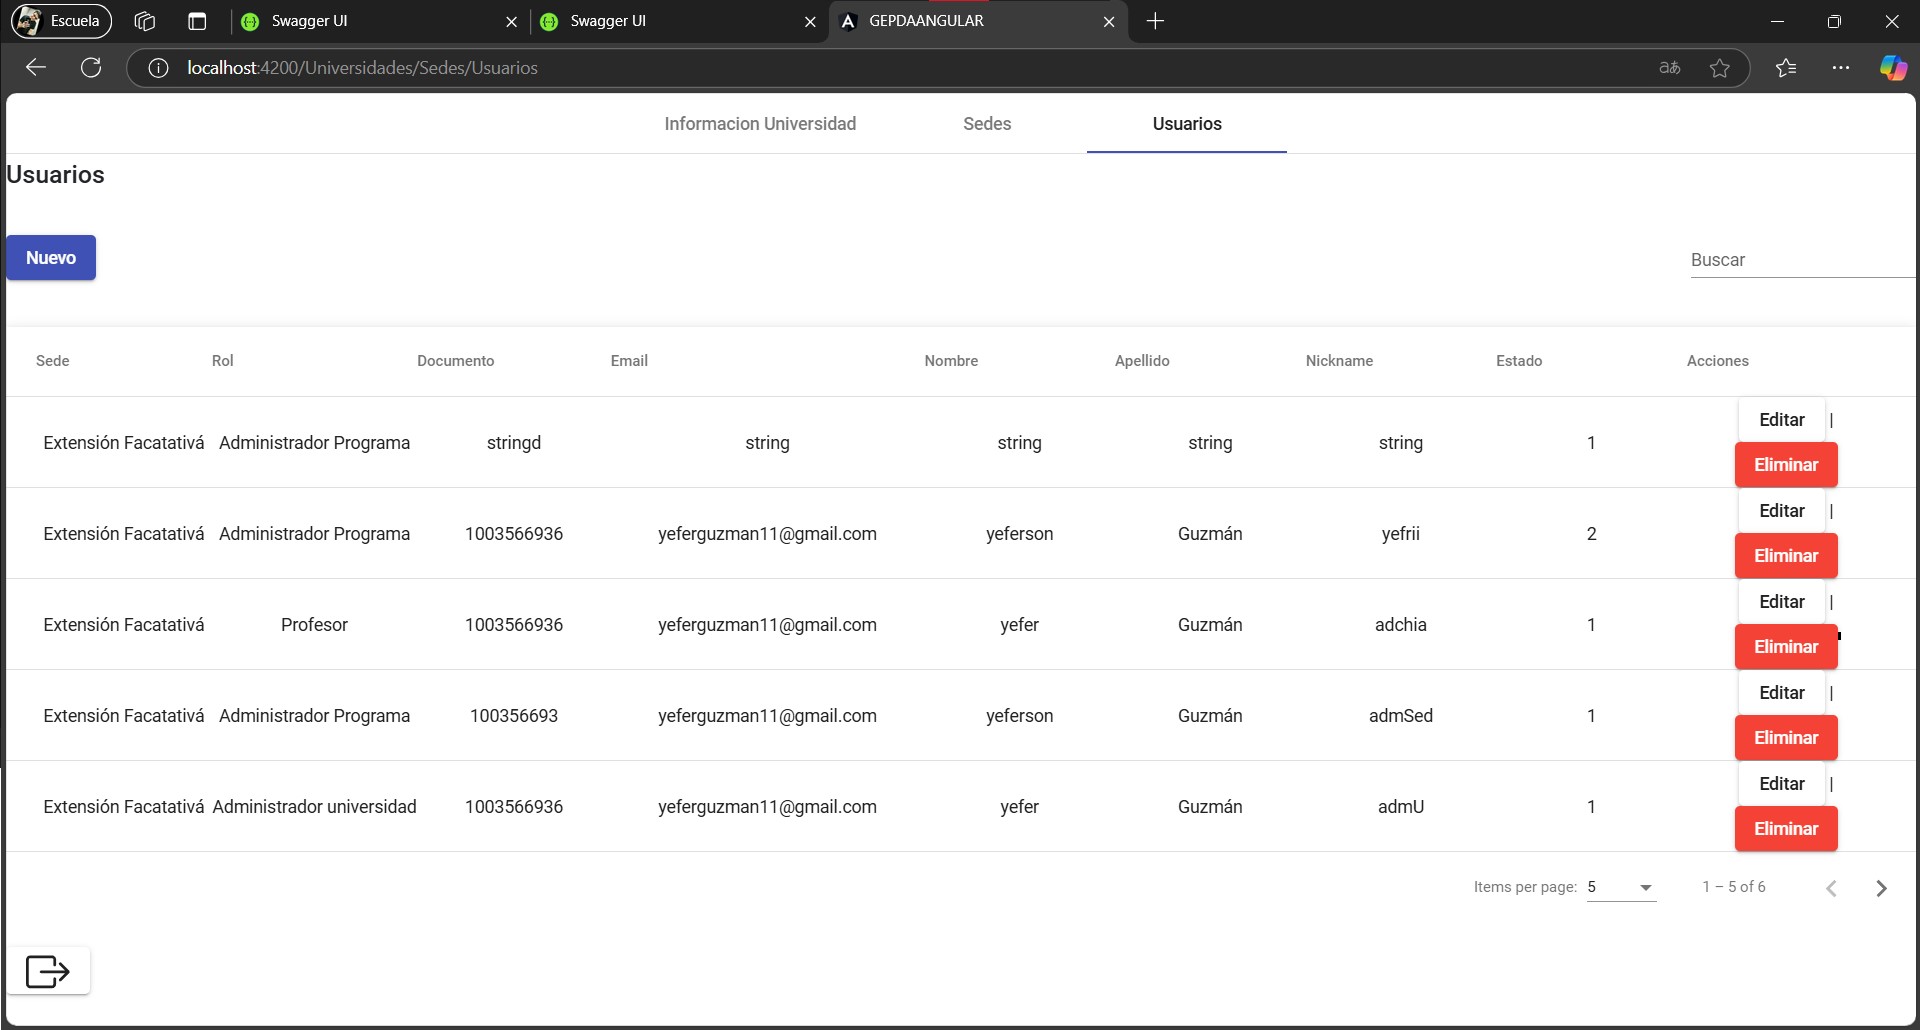 Escuela Swagger UI Swagger UI GEPDAANGULAR
localhost:4200/Universidades/Sedes/Usuarios aあ
Informacion Universidad Sedes Usuarios
Usuarios
Nuevo Buscar
Sede Rol Documento Email Nombre Apellido Nickname Estado Acciones
Extensión Facatativá Administrador Programa stringd string string string string 1 Editar |
Eliminar
Extensión Facatativá Administrador Programa 1003566936 yeferguzman11@gmail.com yeferson Guzmán yefrii 2 Editar |
Eliminar
Extensión Facatativá Profesor 1003566936 yeferguzman11@gmail.com yefer Guzmán adchia 1 Editar |
Eliminar
Extensión Facatativá Administrador Programa 100356693 yeferguzman11@gmail.com yeferson Guzmán admSed 1 Editar |
Eliminar
Extensión Facatativá Administrador universidad 1003566936 yeferguzman11@gmail.com yefer Guzmán admU 1 Editar |
Eliminar
Items per page: 5 1 – 5 of 6